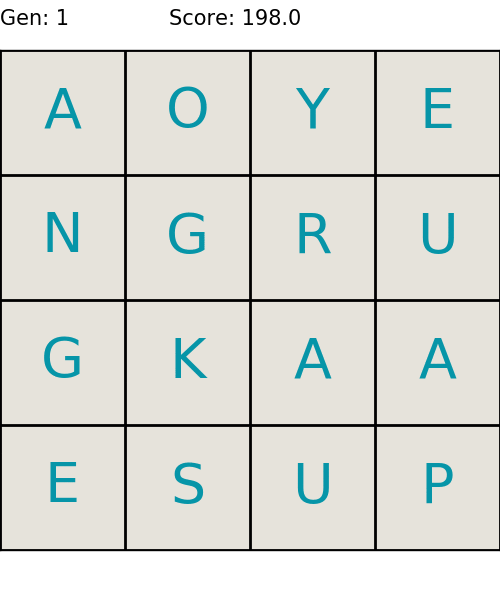 Gen: 1 Score: 198.0
A O Y E
N G R U
G K A A
E S U P